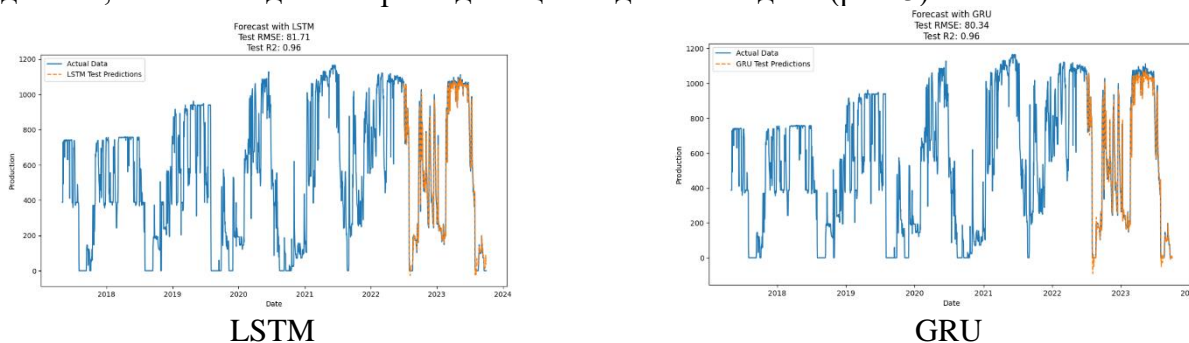 Forecast with LSTM
Test RMSE: 81.71
Test R2: 0.96
Actual Data
LSTM Test Predictions
1200
1000
800
600
400
200
0
Production
2018 2019 2020 2021 2022 2023 2024
Date
LSTM
Forecast with GRU
Test RMSE: 80.34
Test R2: 0.96
Actual Data
GRU Test Predictions
1200
1000
800
600
400
200
0
Production
2018 2019 2020 2021 2022 2023
Date
GRU